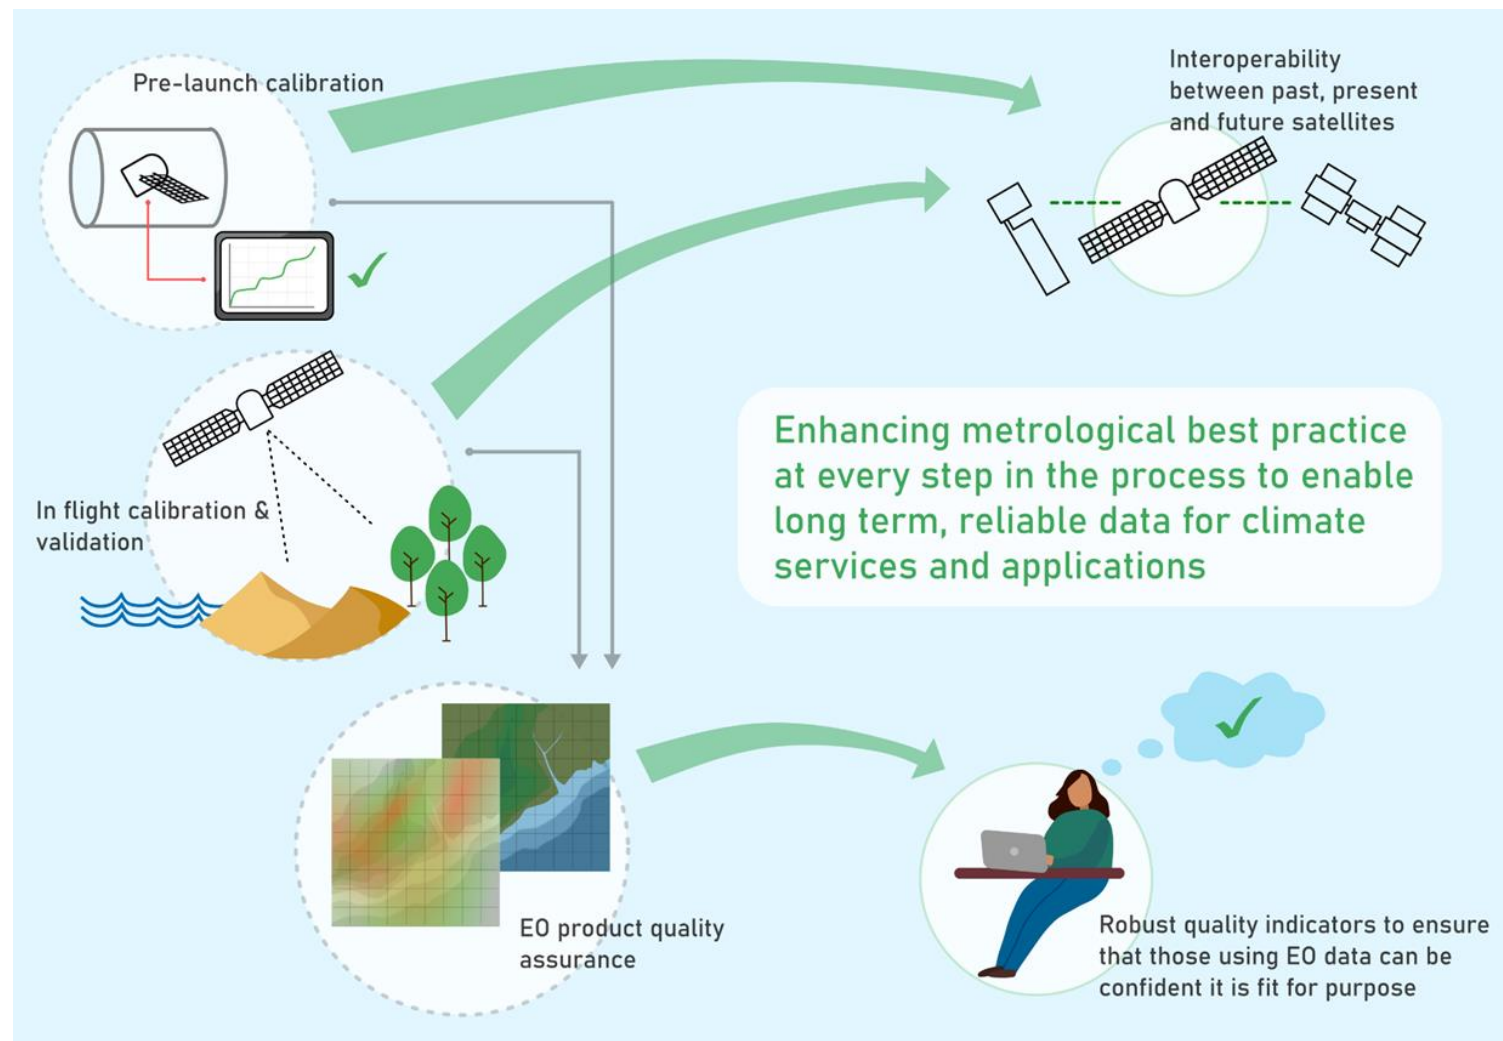 Pre-launch calibration
Interoperability
between past, present
and future satellites
Enhancing metrological best practice
at every step in the process to enable
long term, reliable data for climate
services and applications
In flight calibration &
validation
EO product quality
assurance
Robust quality indicators to ensure
that those using EO data can be
confident it is fit for purpose